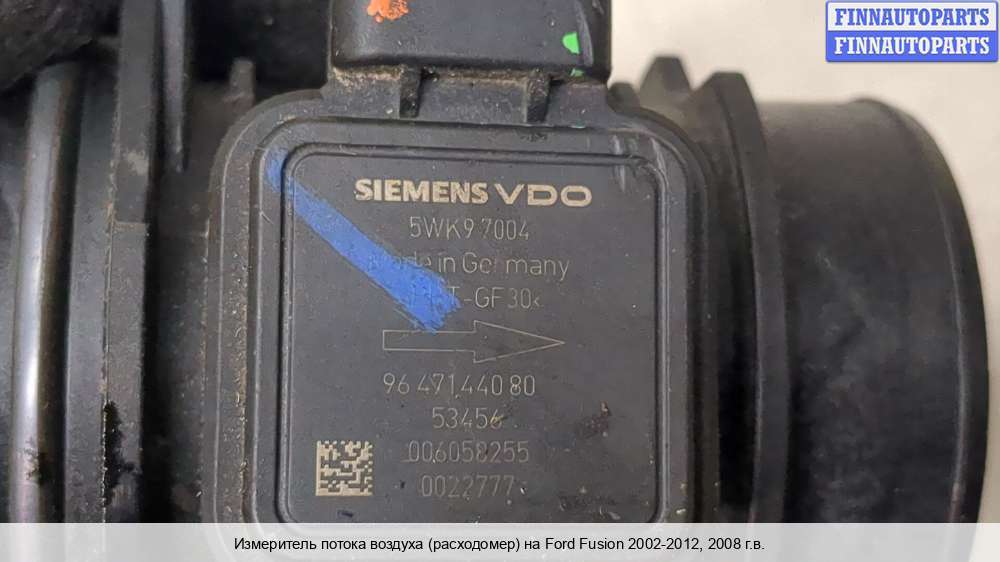 FINNAUTOPARTS
FINNAUTOPARTS
SIEMENS VDO
5WK9 7004
Made in Germany
-GF30<
96 471 440 80
53456
006058255
0022777
Измеритель потока воздуха (расходомер) на Ford Fusion 2002-2012, 2008 г.в.